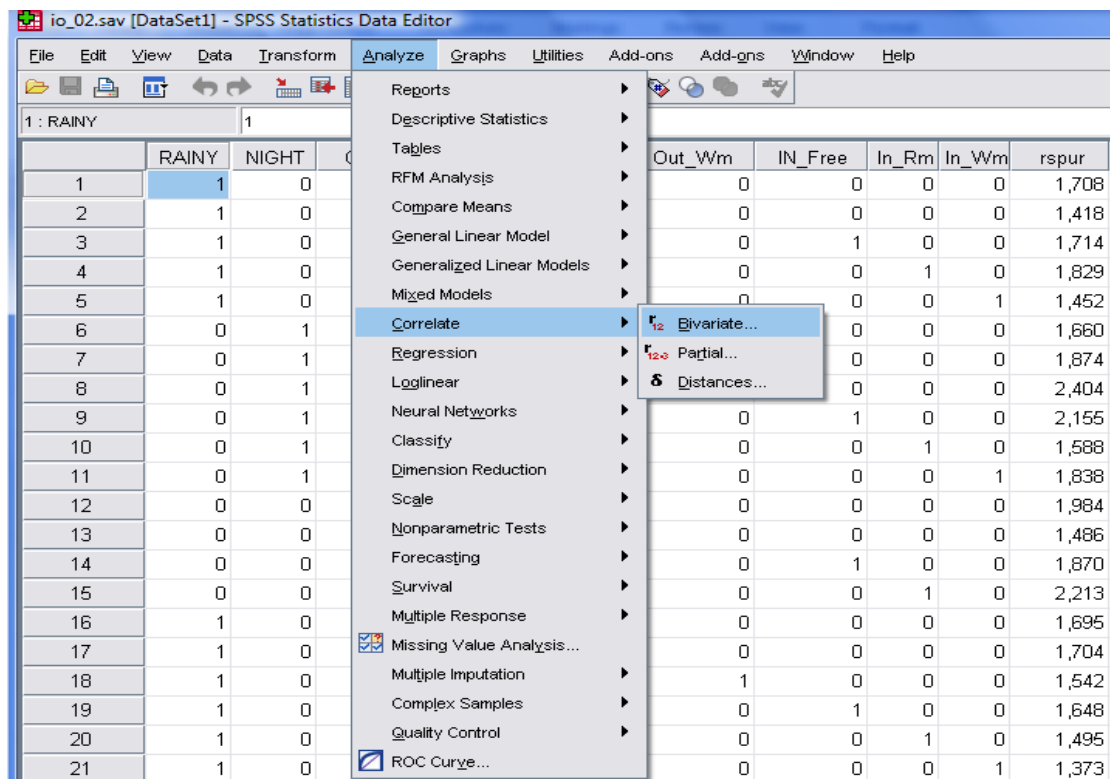 io_02.sav [DataSet1] - SPSS Statistics Data Editor
File Edit View Data Transform Analyze Graphs Utilities Add-ons Add-ons Window Help
1 : RAINY 1
RAINY NIGHT Out_Wm IN_Free In_Rm In_Wm rspur
1 1 0 0 0 0 0 1,708
2 1 0 0 0 0 0 1,418
3 1 0 0 1 0 0 1,714
4 1 0 0 0 1 0 1,829
5 1 0 0 0 0 1 1,452
6 0 1 0 0 0 1,660
7 0 1 0 0 0 1,874
8 0 1 0 0 0 2,404
9 0 1 0 1 0 0 2,155
10 0 1 0 0 1 0 1,588
11 0 1 0 0 0 1 1,838
12 0 0 0 0 0 0 1,984
13 0 0 0 0 0 0 1,486
14 0 0 0 1 0 0 1,870
15 0 0 0 0 1 0 2,213
16 1 0 0 0 0 0 1,695
17 1 0 0 0 0 0 1,704
18 1 0 1 0 0 0 1,542
19 1 0 0 1 0 0 1,648
20 1 0 0 0 1 0 1,495
21 1 0 0 0 0 1 1,373
Reports
Descriptive Statistics
Tables
RFM Analysis
Compare Means
General Linear Model
Generalized Linear Models
Mixed Models
Correlate
Regression
Loglinear
Neural Networks
Classify
Dimension Reduction
Scale
Nonparametric Tests
Forecasting
Survival
Multiple Response
Missing Value Analysis...
Multiple Imputation
Complex Samples
Quality Control
ROC Curve...
r12 Bivariate...
r12·3 Partial...
δ Distances...